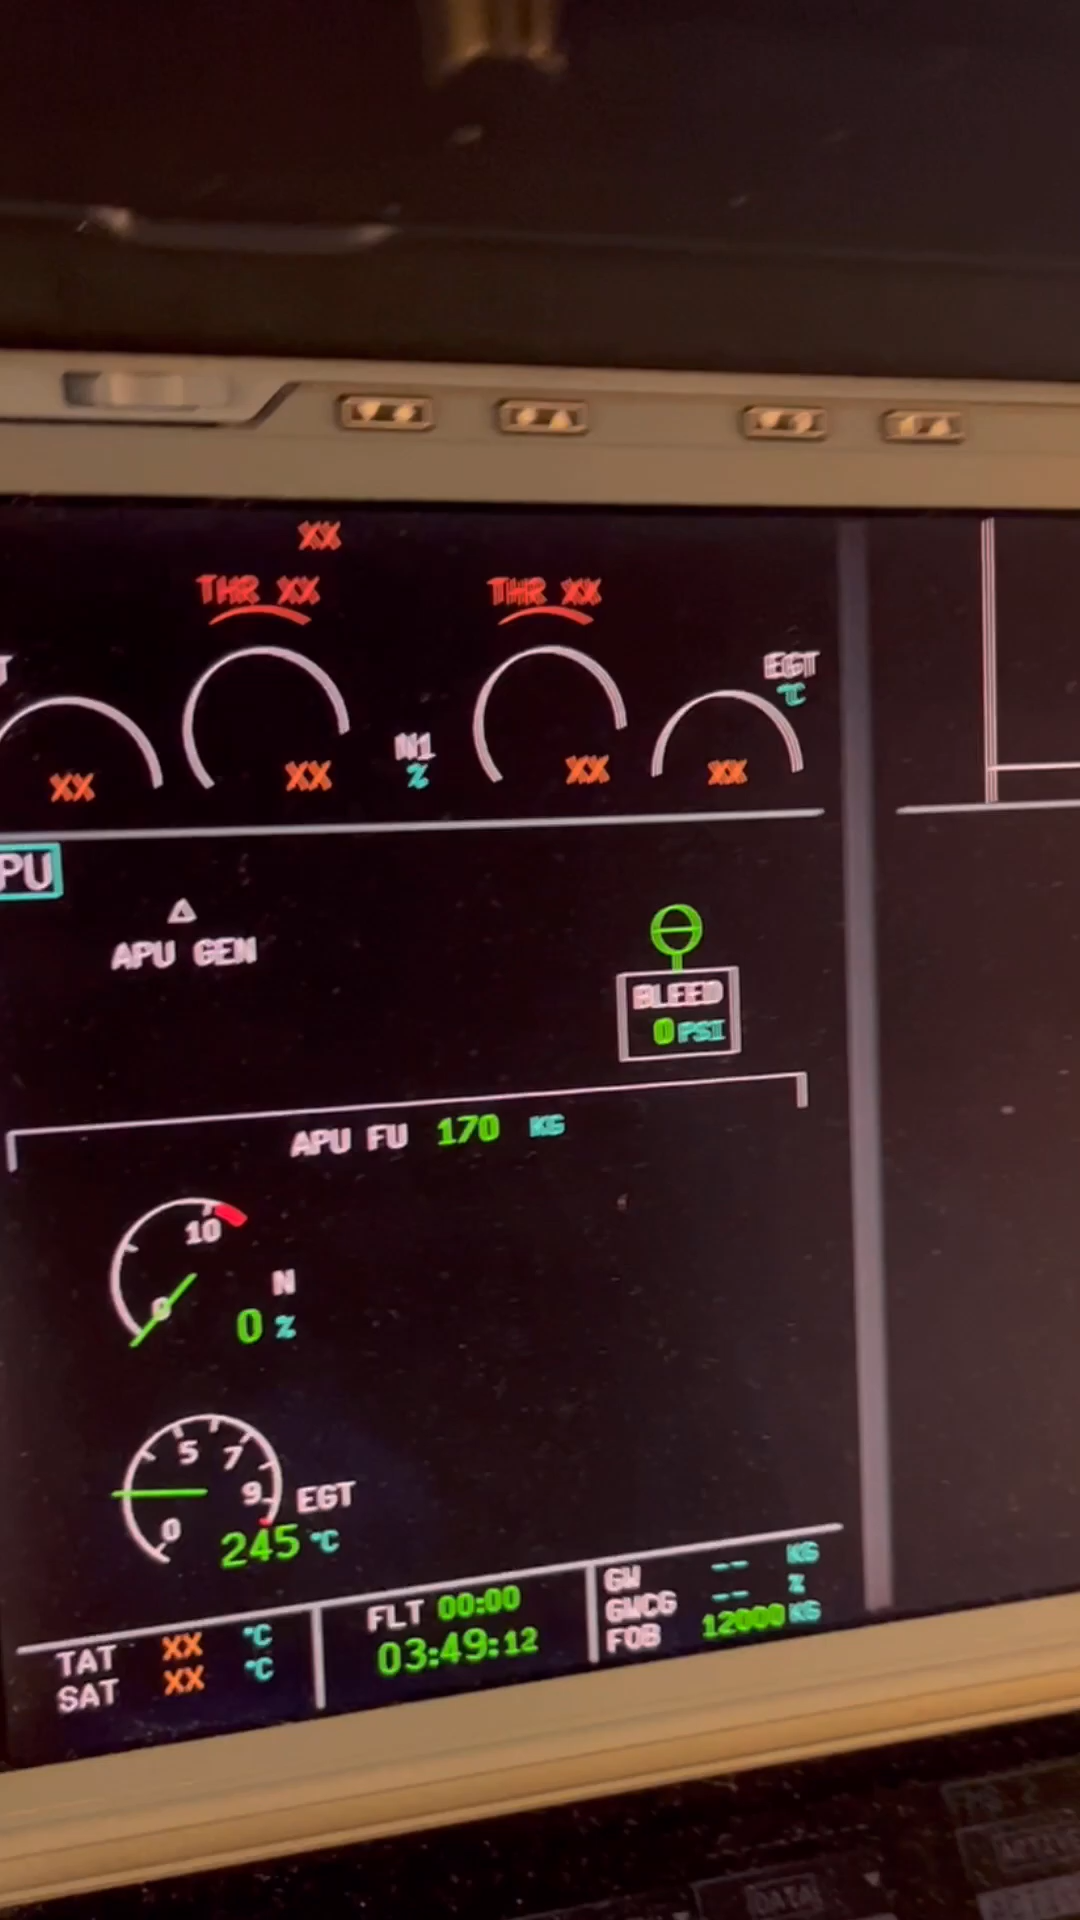 XX
THR XX THR XX
EGT
°C
XX XX N1 XX XX
%
PU
APU GEN
BLEED
0 PSI
APU FU 170 KG
10
0
N
0 %
5 7
9
0
EGT
245 °C
TAT XX °C
SAT XX °C
FLT 00:00
03:49:12
GW -- KG
GWCG -- %
FOB 12000 KG
DATA